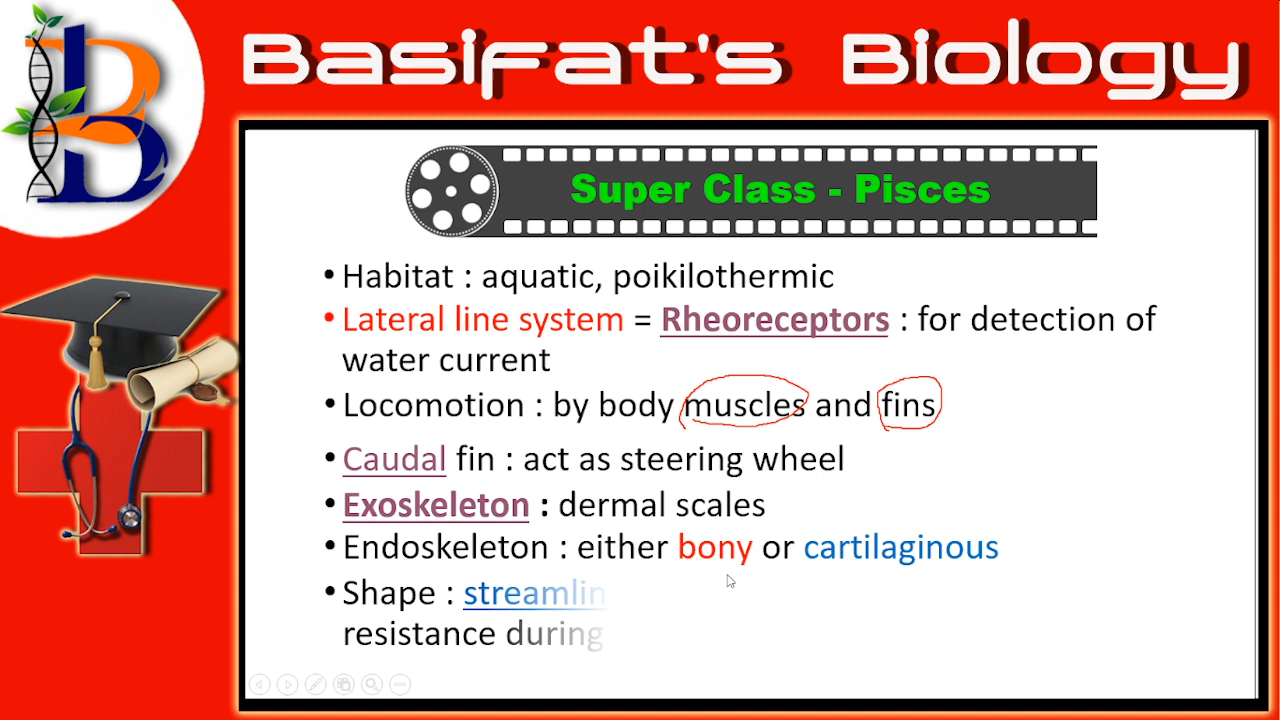 Basifat's Biology
Super Class - Pisces
• Habitat : aquatic, poikilothermic
• Lateral line system = Rheoreceptors : for detection of
water current
• Locomotion : by body muscles and fins
• Caudal fin : act as steering wheel
• Exoskeleton : dermal scales
• Endoskeleton : either bony or cartilaginous
• Shape : streamlin
resistance during